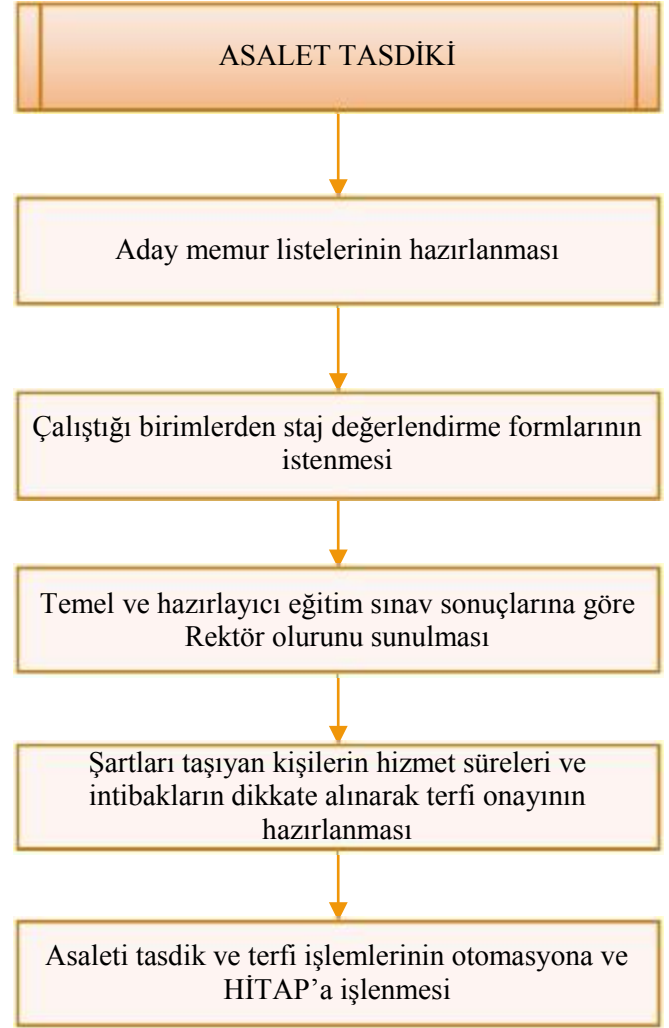 ASALET TASDİKİ
Aday memur listelerinin hazırlanması
Çalıştığı birimlerden staj değerlendirme formlarının
istenmesi
Temel ve hazırlayıcı eğitim sınav sonuçlarına göre
Rektör olurunu sunulması
Şartları taşıyan kişilerin hizmet süreleri ve
intibakların dikkate alınarak terfi onayının
hazırlanması
Asaleti tasdik ve terfi işlemlerinin otomasyona ve
HİTAP’a işlenmesi